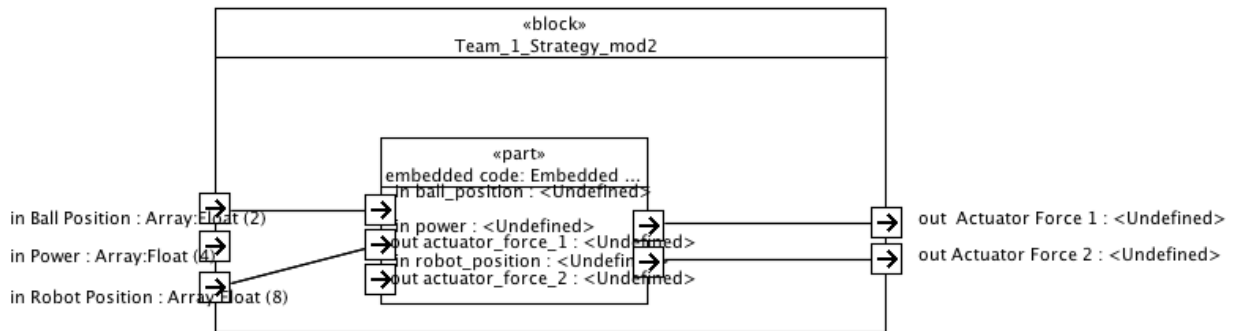 «block»
Team_1_Strategy_mod2
«part»
embedded code: Embedded ...
in ball_position : <Undefined>
in Ball Position : Array:Float (2)
in power : <Undefined>
out actuator_force_1 : <Undefined>
in Power : Array:Float (4)
in robot_position : <Undefined>
out actuator_force_2 : <Undefined>
in Robot Position : Array:Float (8)
out  Actuator Force 1 : <Undefined>
out Actuator Force 2 : <Undefined>